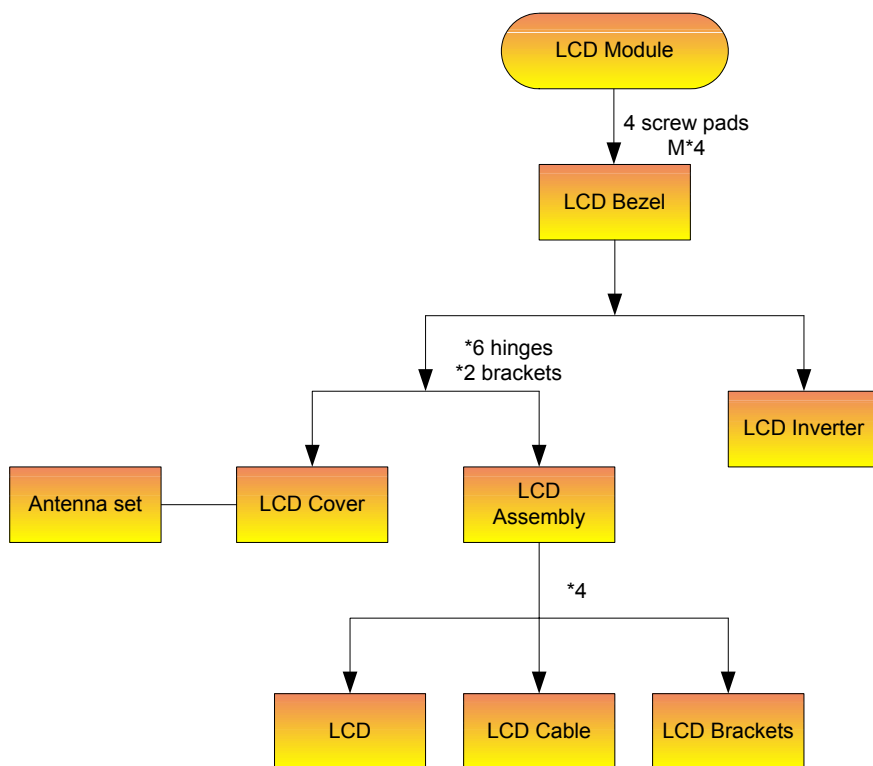 LCD Module
4 screw pads
M*4
LCD Bezel
*6 hinges
*2 brackets
LCD Inverter
Antenna set
LCD Cover
LCD
Assembly
*4
LCD
LCD Cable
LCD Brackets